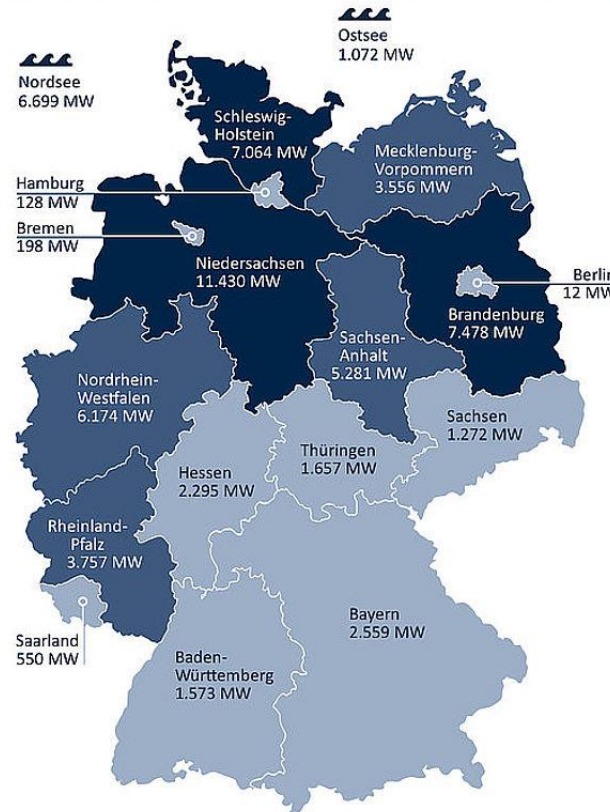 Ostsee
1.072 MW
Nordsee
6.699 MW
Schleswig-
Holstein
7.064 MW
Mecklenburg-
Vorpommern
3.556 MW
Hamburg
128 MW
Bremen
198 MW
Niedersachsen
11.430 MW
Berlin
12 MW
Brandenburg
7.478 MW
Sachsen-
Anhalt
5.281 MW
Nordrhein-
Westfalen
6.174 MW
Sachsen
1.272 MW
Thüringen
1.657 MW
Hessen
2.295 MW
Rheinland-
Pfalz
3.757 MW
Saarland
550 MW
Bayern
2.559 MW
Baden-
Württemberg
1.573 MW